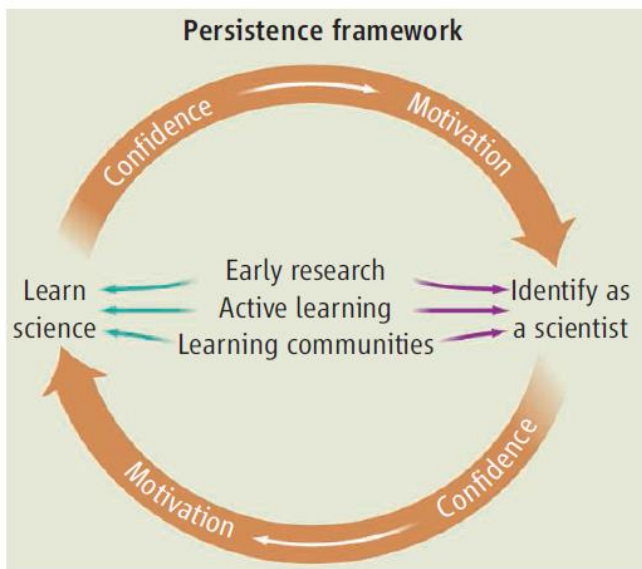 Persistence framework
Confidence
Motivation
Early research
Learn
Active learning
Identify as
science
Learning communities
a scientist
Motivation
Confidence